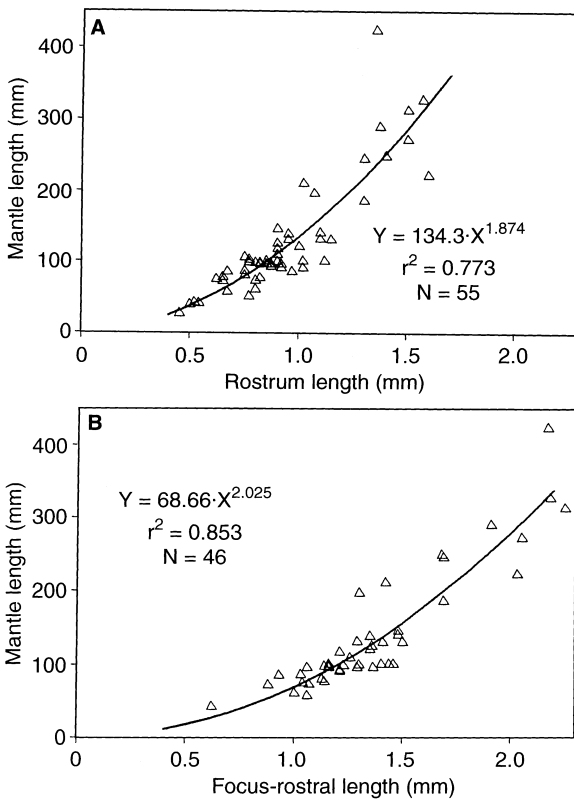 A
400
300
200
100
0
Mantle length (mm)
Y = 134.3·X^1.874
r² = 0.773
N = 55
0 0.5 1.0 1.5 2.0
Rostrum length (mm)
B
400
300
200
100
0
Mantle length (mm)
Y = 68.66·X^2.025
r² = 0.853
N = 46
0 0.5 1.0 1.5 2.0
Focus-rostral length (mm)